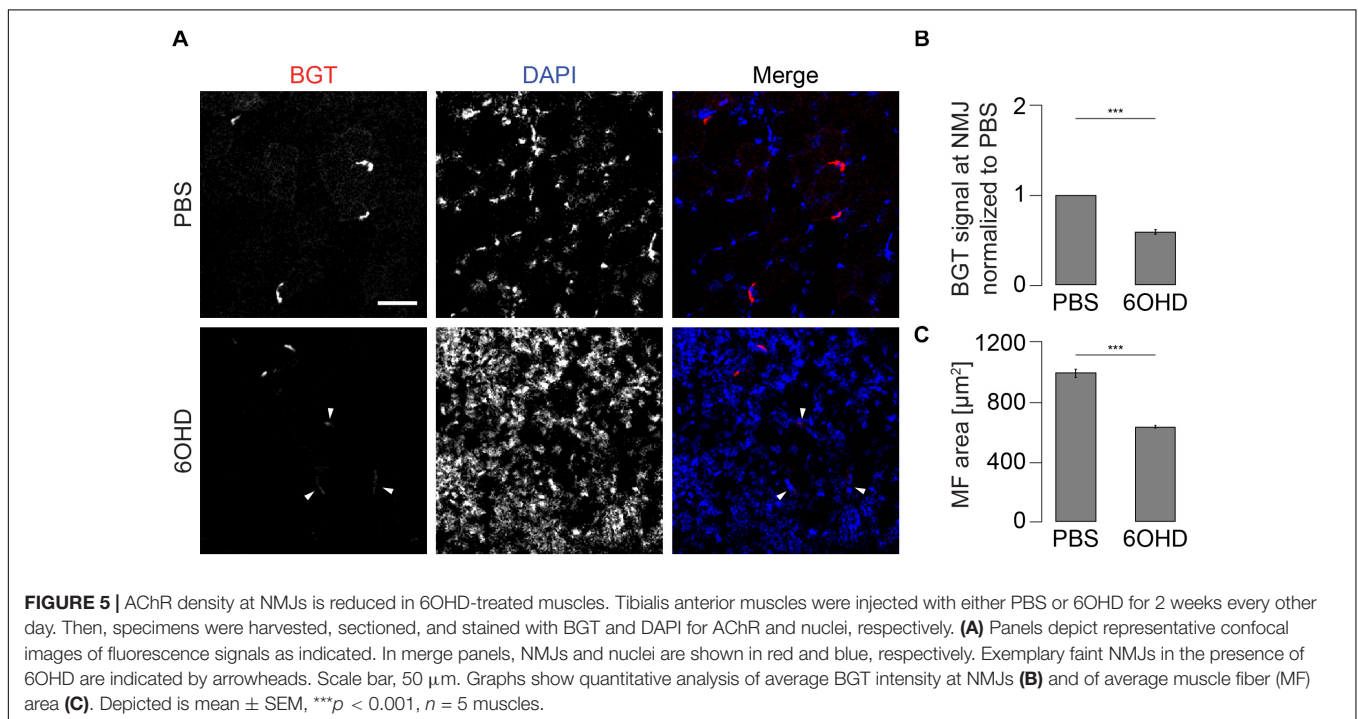 A
BGT
DAPI
Merge
PBS
6OHD
B
BGT signal at NMJ
normalized to PBS
2
1
0
***
PBS
6OHD
C
MF area [μm²]
1200
800
400
0
***
PBS
6OHD
FIGURE 5 | AChR density at NMJs is reduced in 6OHD-treated muscles. Tibialis anterior muscles were injected with either PBS or 6OHD for 2 weeks every other
day. Then, specimens were harvested, sectioned, and stained with BGT and DAPI for AChR and nuclei, respectively. (A) Panels depict representative confocal
images of fluorescence signals as indicated. In merge panels, NMJs and nuclei are shown in red and blue, respectively. Exemplary faint NMJs in the presence of
6OHD are indicated by arrowheads. Scale bar, 50 μm. Graphs show quantitative analysis of average BGT intensity at NMJs (B) and of average muscle fiber (MF)
area (C). Depicted is mean ± SEM, ***p < 0.001, n = 5 muscles.